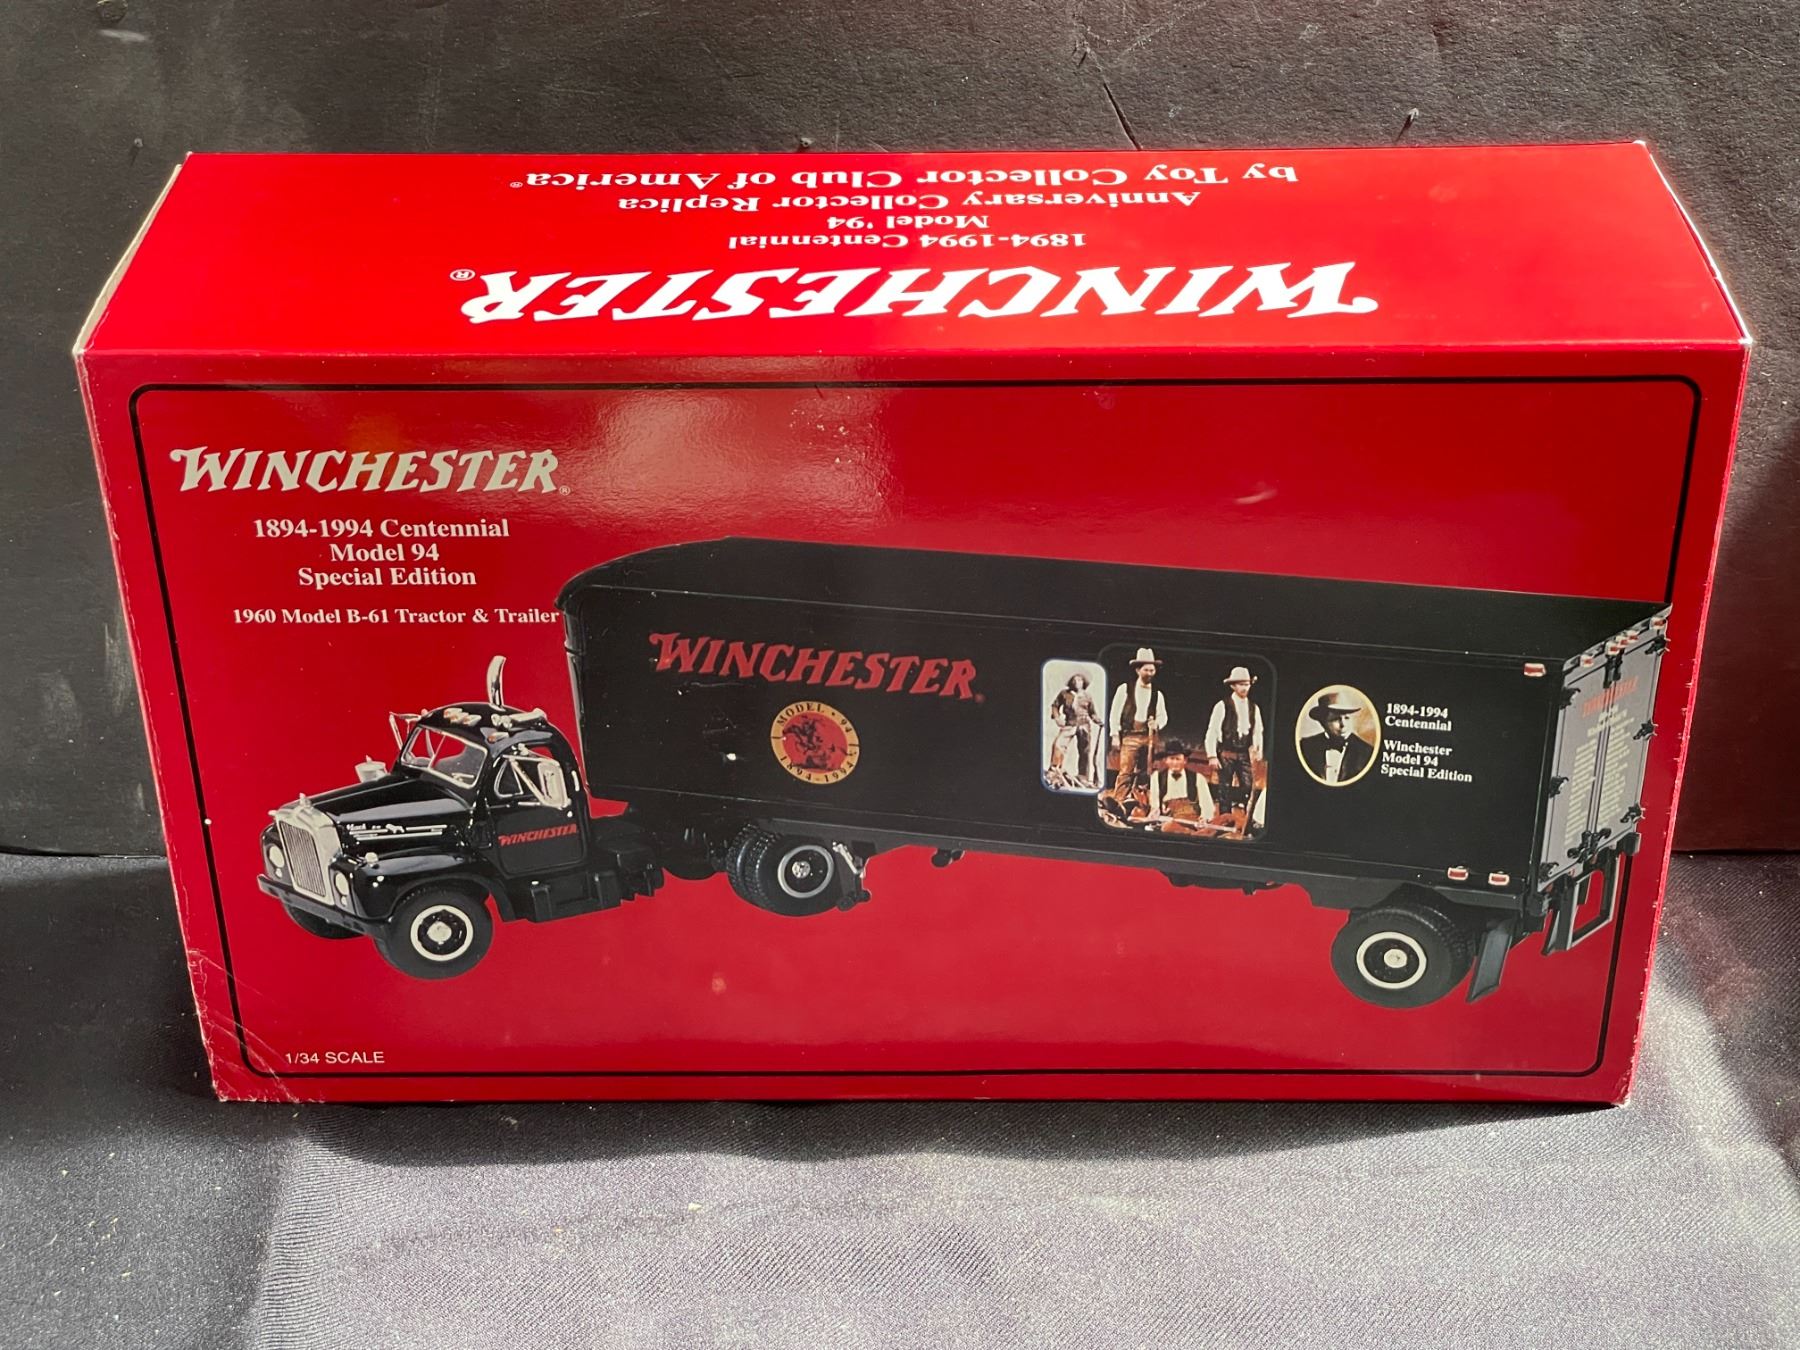 WINCHESTER®
1894-1994 Centennial
Model '94
Anniversary Collector Replica
by Toy Collector Club of America®
WINCHESTER®
1894-1994 Centennial
Model 94
Special Edition
1960 Model B-61 Tractor & Trailer
WINCHESTER®
MODEL • 94
1894-1994
1894-1994
Centennial
Winchester
Model 94
Special Edition
Mack
WINCHESTER
WINCHESTER
1/34 SCALE